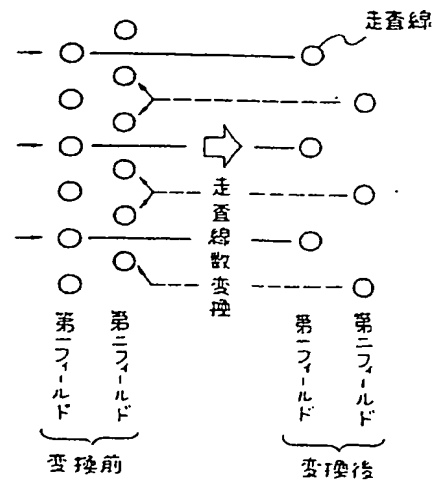 走査線
走査線数変換
第一フィールド
第二フィールド
第一フィールド
第二フィールド
変換前
変換後